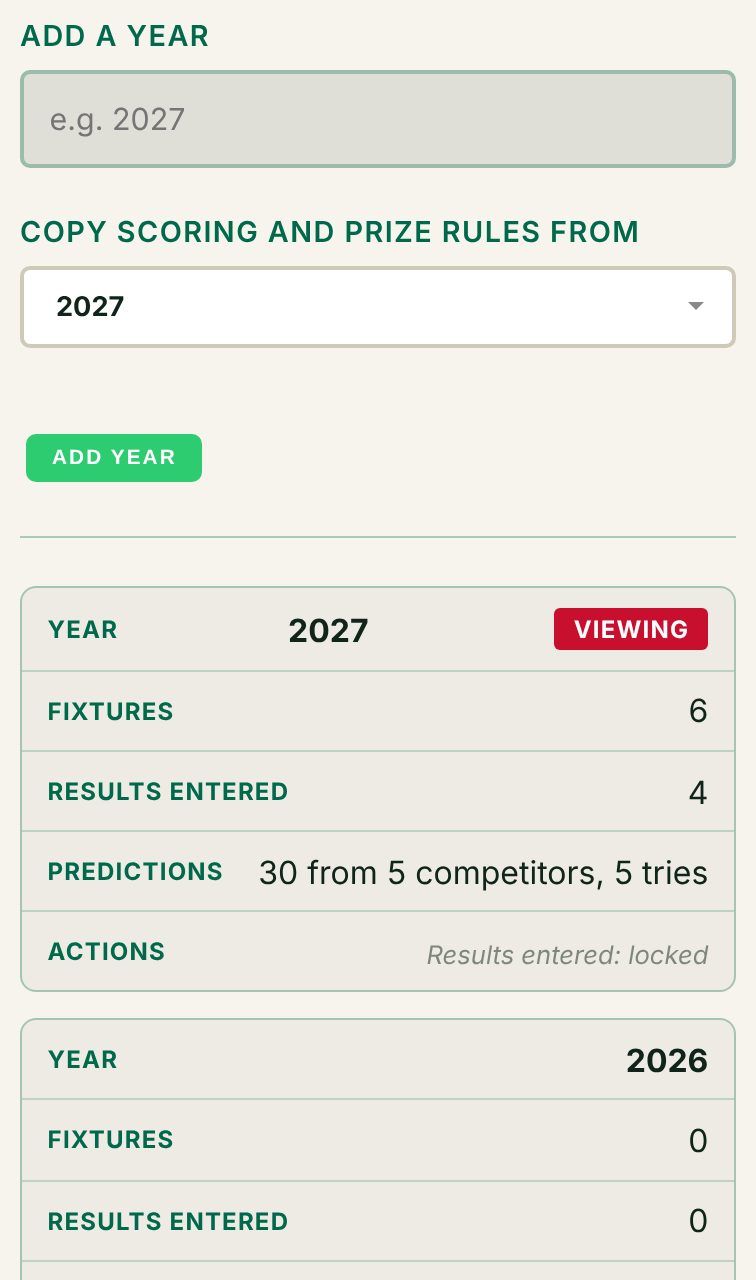 ADD A YEAR
e.g. 2027
COPY SCORING AND PRIZE RULES FROM
2027
ADD YEAR
YEAR 2027 VIEWING
FIXTURES 6
RESULTS ENTERED 4
PREDICTIONS 30 from 5 competitors, 5 tries
ACTIONS Results entered: locked
YEAR 2026
FIXTURES 0
RESULTS ENTERED 0